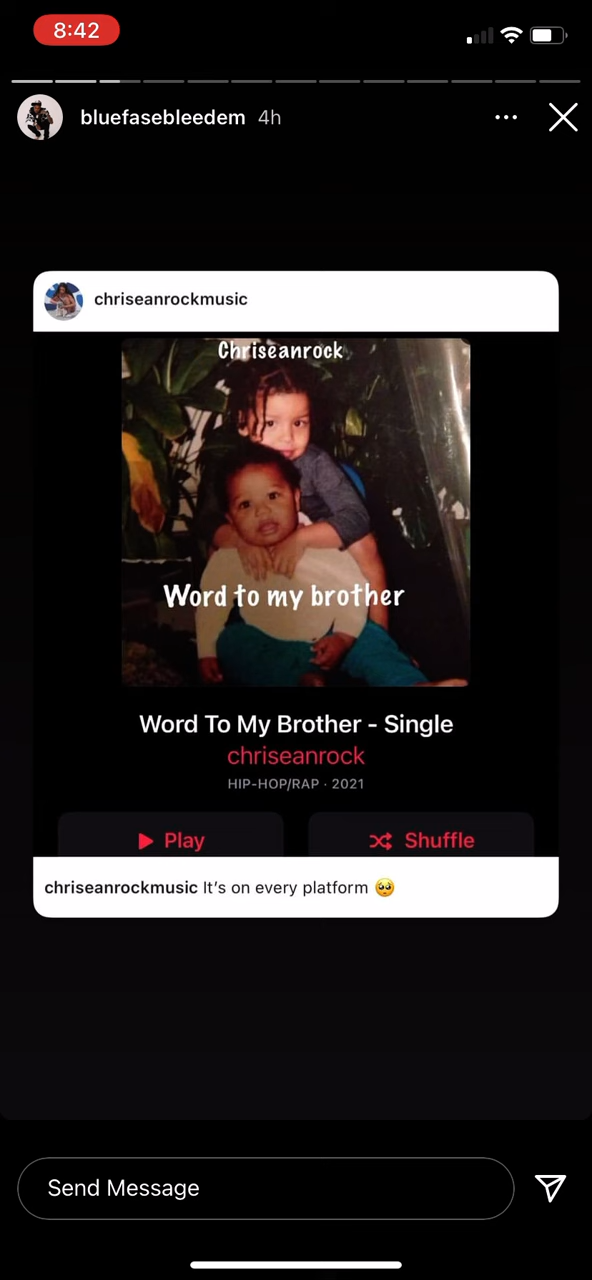 8:42
bluefasebleedem 4h
chriseanrockmusic
Chriseanrock
Word to my brother
Word To My Brother - Single
chriseanrock
HIP-HOP/RAP · 2021
Play
Shuffle
chriseanrockmusic It's on every platform 🥺
Send Message